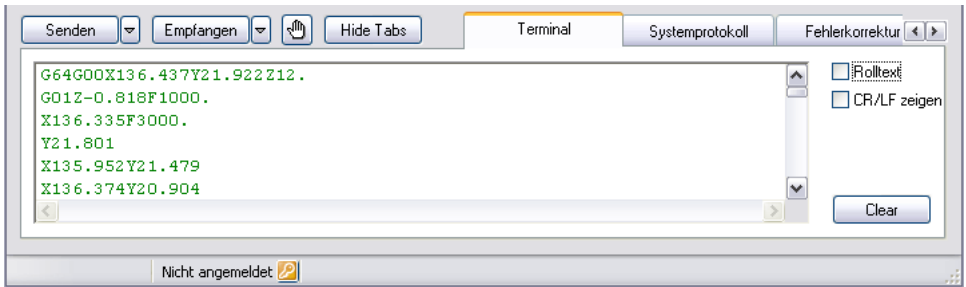 Senden Empfangen Hide Tabs Terminal Systemprotokoll Fehlerkorrektur
G64G00X136.437Y21.922Z12.
G01Z-0.818F1000.
X136.335F3000.
Y21.801
X135.952Y21.479
X136.374Y20.904
Rolltext
CR/LF zeigen
Clear
Nicht angemeldet